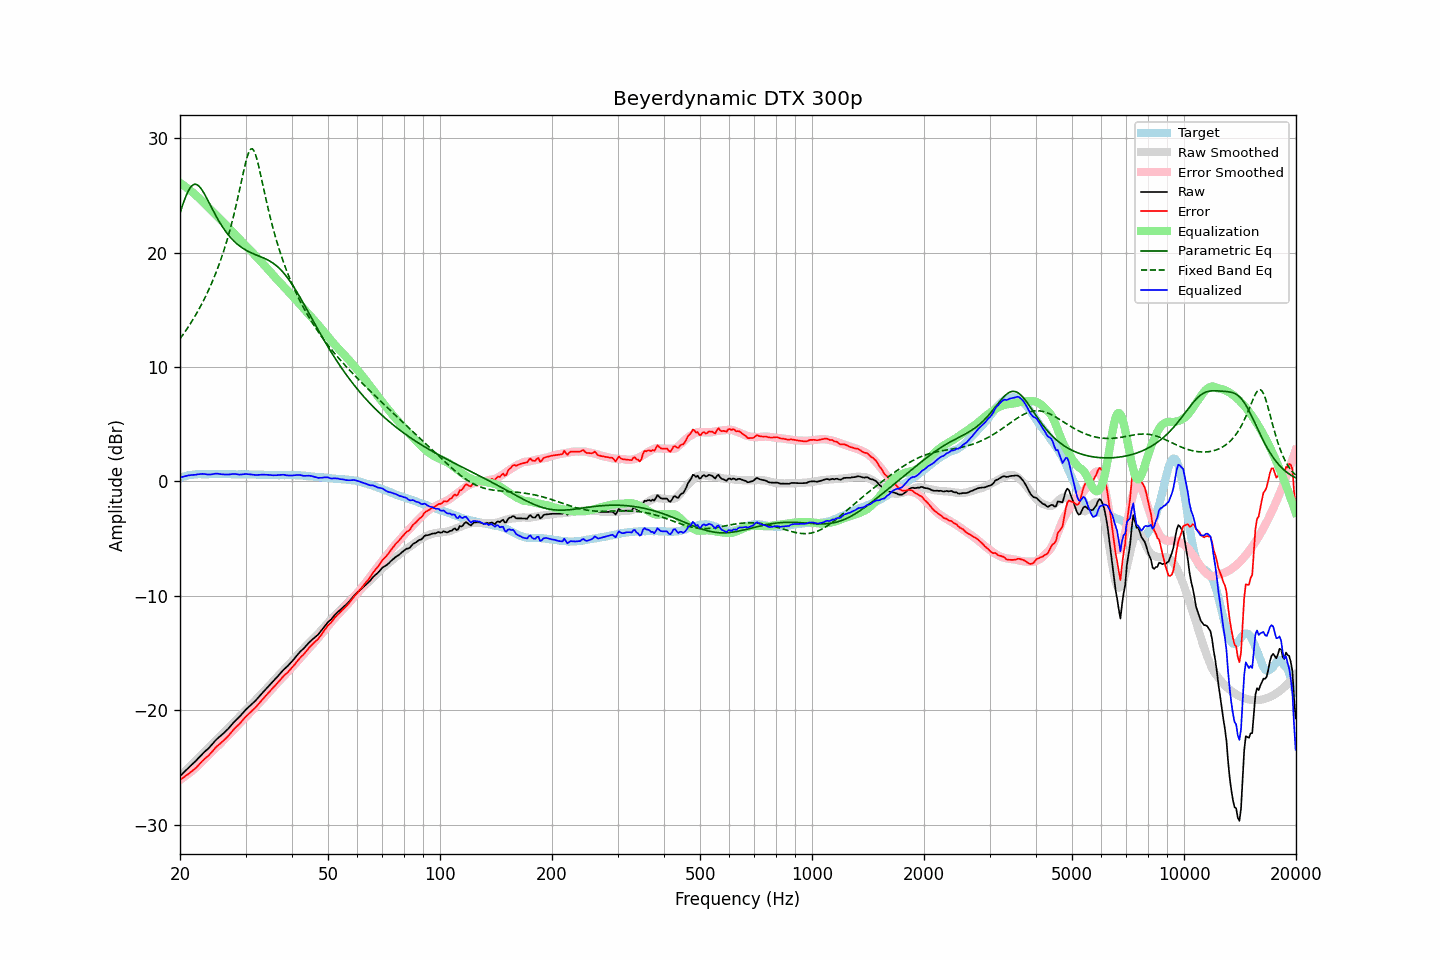 Beyerdynamic DTX 300p
Target
Raw Smoothed
Error Smoothed
Raw
Error
Equalization
Parametric Eq
Fixed Band Eq
Equalized
Amplitude (dBr)
30
20
10
0
−10
−20
−30
20 50 100 200 500 1000 2000 5000 10000 20000
Frequency (Hz)